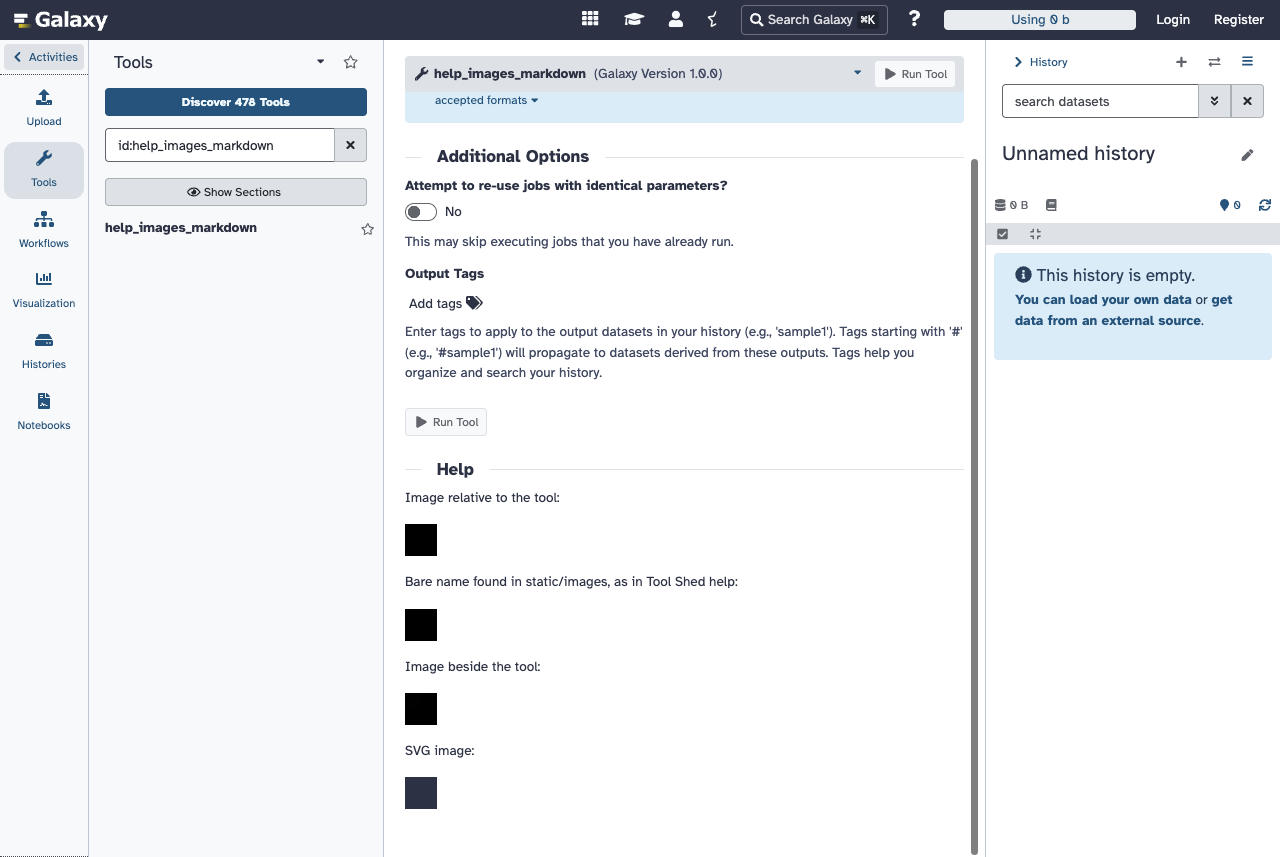 Galaxy
Search Galaxy ⌘K
?
Using 0 b
Login
Register
Activities
Upload
Tools
Workflows
Visualization
Histories
Notebooks
Tools
Discover 478 Tools
id:help_images_markdown
Show Sections
help_images_markdown
help_images_markdown (Galaxy Version 1.0.0)
Run Tool
accepted formats
Additional Options
Attempt to re-use jobs with identical parameters?
No
This may skip executing jobs that you have already run.
Output Tags
Add tags
Enter tags to apply to the output datasets in your history (e.g., 'sample1'). Tags starting with '#'
(e.g., '#sample1') will propagate to datasets derived from these outputs. Tags help you
organize and search your history.
Run Tool
Help
Image relative to the tool:
Bare name found in static/images, as in Tool Shed help:
Image beside the tool:
SVG image:
History
search datasets
Unnamed history
0 B
0
This history is empty.
You can load your own data or get
data from an external source.